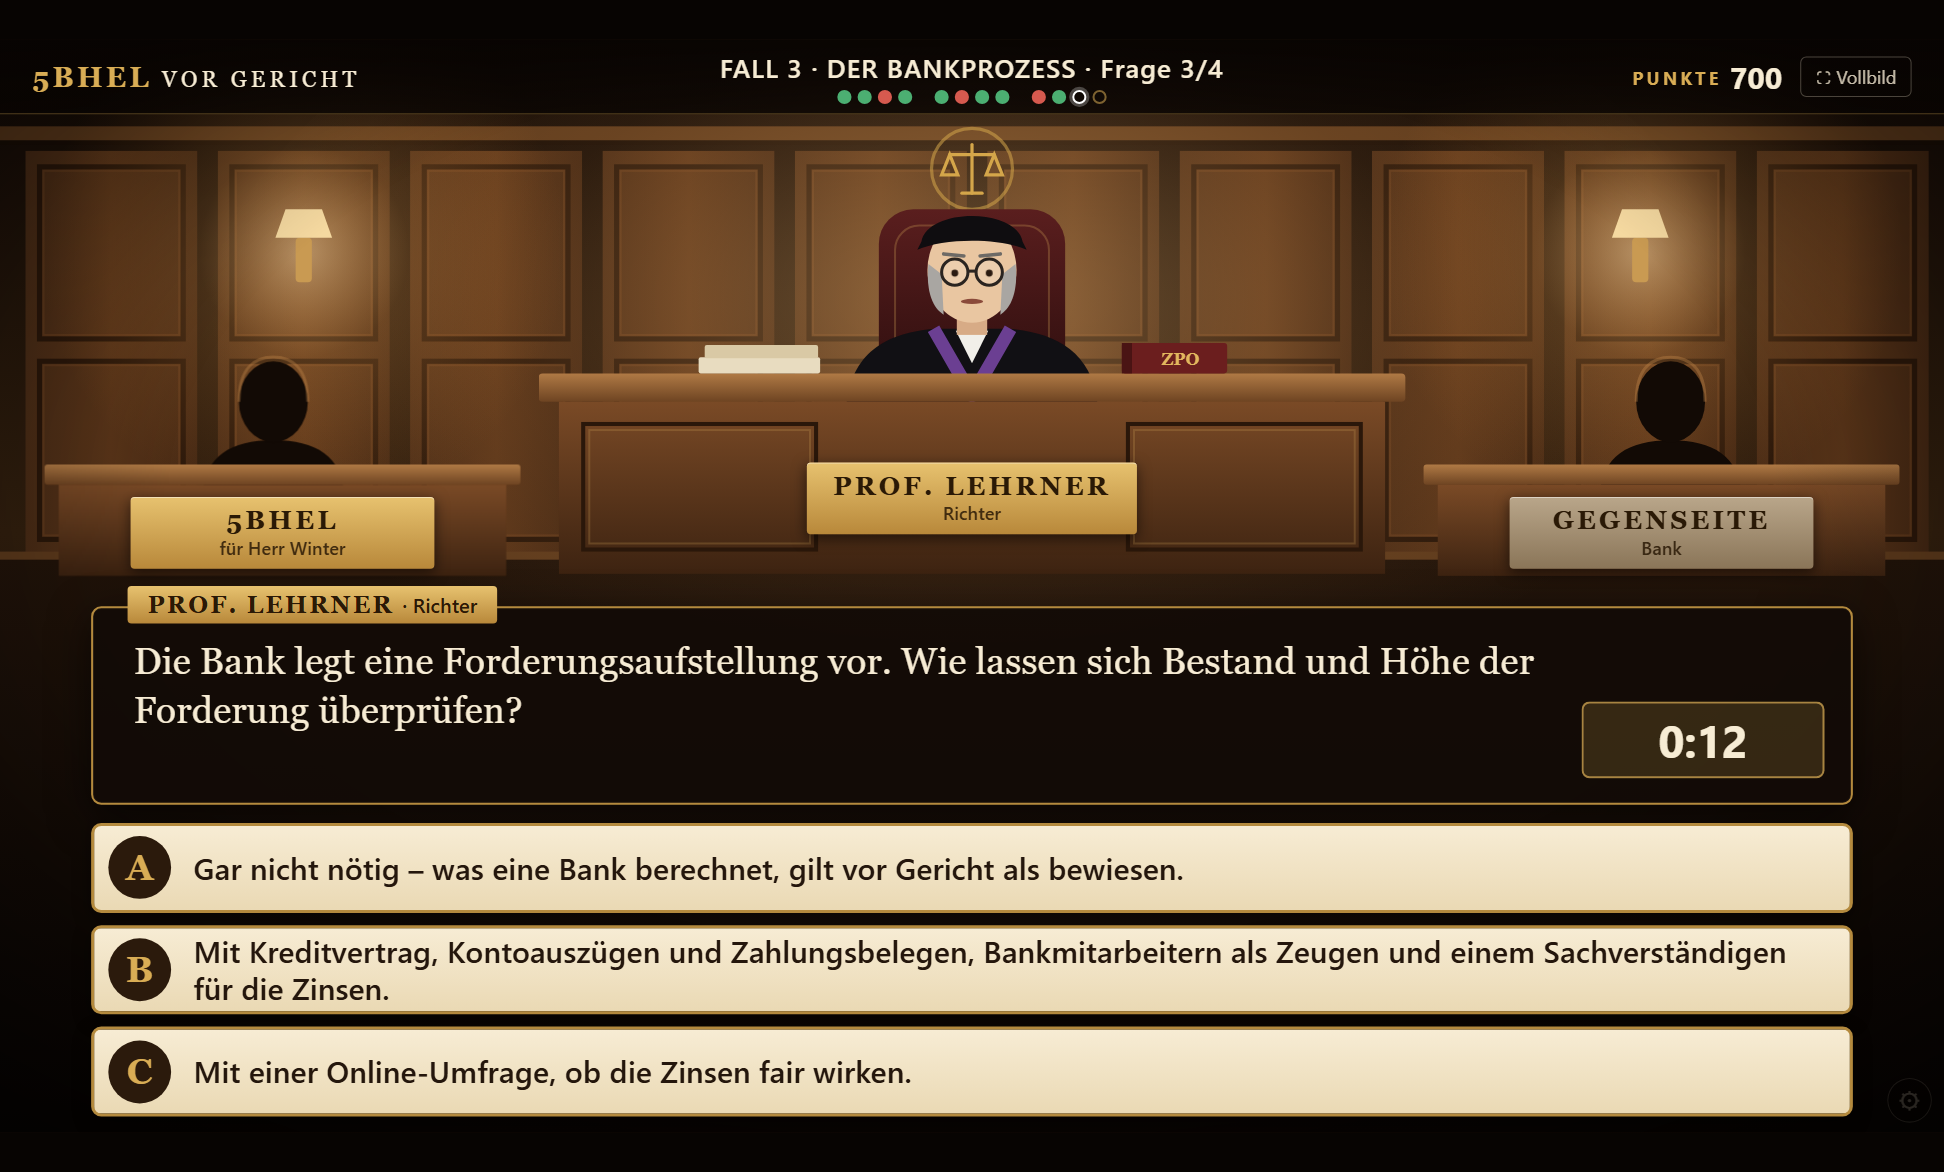 5BHEL VOR GERICHT
FALL 3 · DER BANKPROZESS · Frage 3/4
PUNKTE 700
Vollbild
ZPO
PROF. LEHRNER
Richter
5BHEL
für Herr Winter
GEGENSEITE
Bank
PROF. LEHRNER · Richter
Die Bank legt eine Forderungsaufstellung vor. Wie lassen sich Bestand und Höhe der
Forderung überprüfen?
0:12
A Gar nicht nötig – was eine Bank berechnet, gilt vor Gericht als bewiesen.
B Mit Kreditvertrag, Kontoauszügen und Zahlungsbelegen, Bankmitarbeitern als Zeugen und einem Sachverständigen
für die Zinsen.
C Mit einer Online-Umfrage, ob die Zinsen fair wirken.